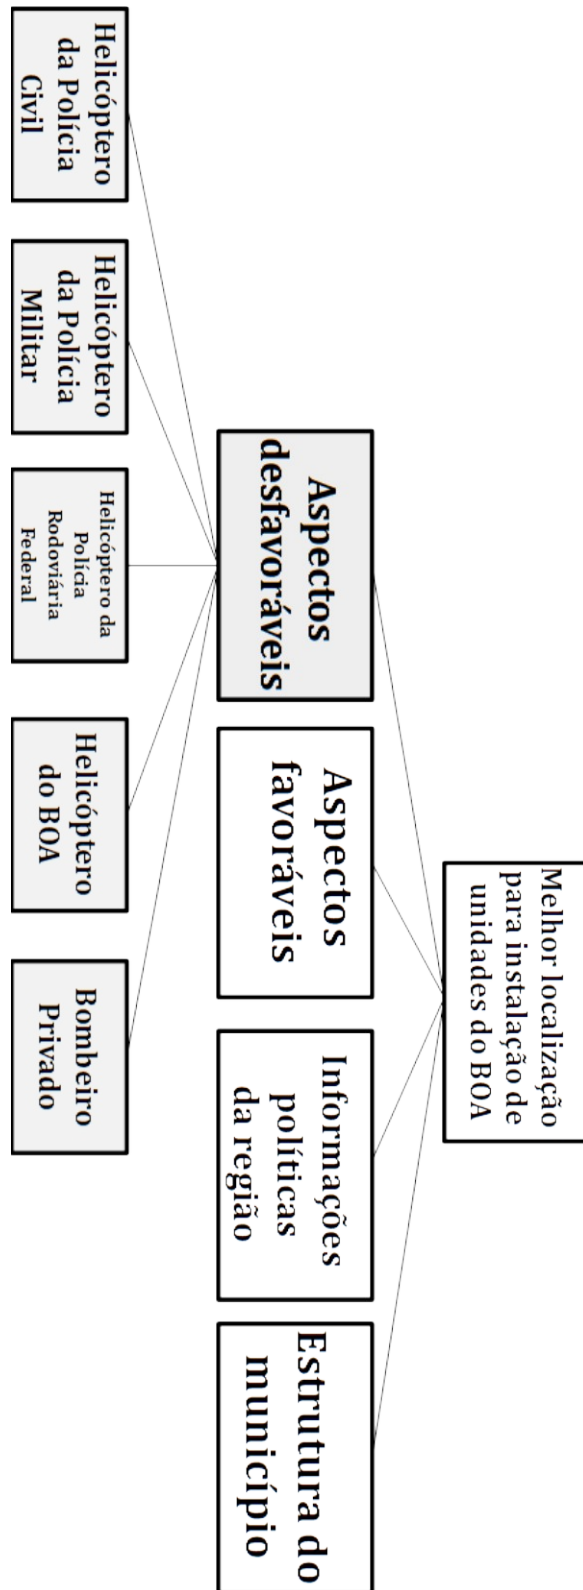 Melhor localização
para instalação de
unidades do BOA
Aspectos
desfavoráveis
Aspectos
favoráveis
Informações
políticas
da região
Estrutura do
município
Helicóptero
da Polícia
Civil
Helicóptero
da Polícia
Militar
Helicóptero da
Polícia
Rodoviária
Federal
Helicóptero
do BOA
Bombeiro
Privado